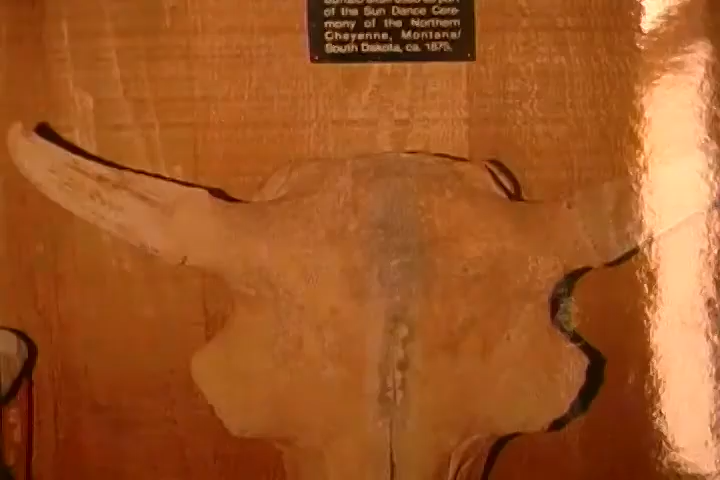 of the Sun Dance Cere-
mony of the Northern
Cheyenne, Montana/
South Dakota, ca. 1875.